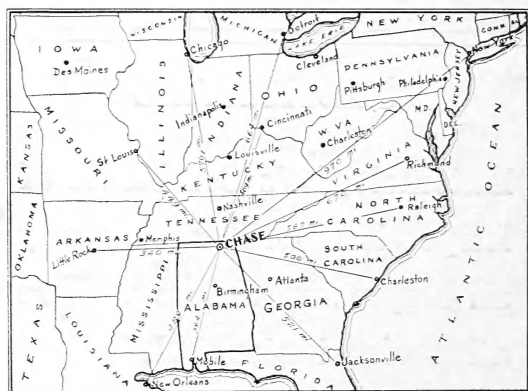 WISCONSIN
MICHIGAN
Detroit
LAKE ERIE
NEW YORK
CONN.
R.I.
New York
IOWA
Des Moines
Chicago
Cleveland
PENNSYLVANIA
Pittsburgh
Philadelphia
NEW JERSEY
ILLINOIS
INDIANA
Indianapolis
OHIO
Cincinnati
M.D.
DEL.
W. VA
Charleston
MISSOURI
KANSAS
St Louis
Louisville
KENTUCKY
VIRGINIA
Richmond
Nashville
TENNESSEE
NORTH
CAROLINA
Raleigh
OKLAHOMA
ARKANSAS
Memphis
Little Rock
340 mi
CHASE
SOUTH
CAROLINA
Charleston
Birmingham
Atlanta
ALABAMA
GEORGIA
MISSISSIPPI
TEXAS
LOUISIANA
New Orleans
Mobile
FLORIDA
Jacksonville
ATLANTIC OCEAN